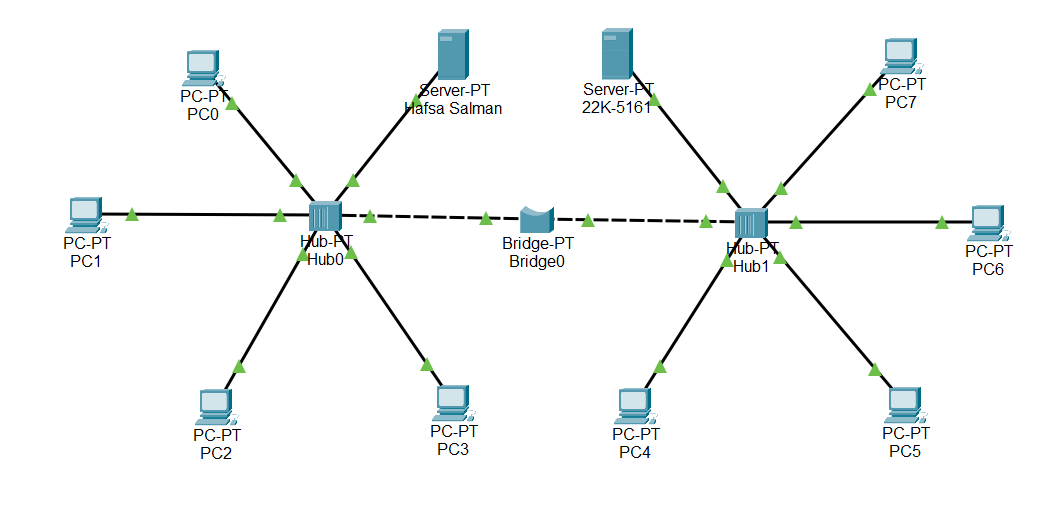 PC-PT
PC0
Server-PT
Hafsa Salman
Server-PT
22K-5161
PC-PT
PC7
PC-PT
PC1
Hub-PT
Hub0
Bridge-PT
Bridge0
Hub-PT
Hub1
PC-PT
PC6
PC-PT
PC2
PC-PT
PC3
PC-PT
PC4
PC-PT
PC5